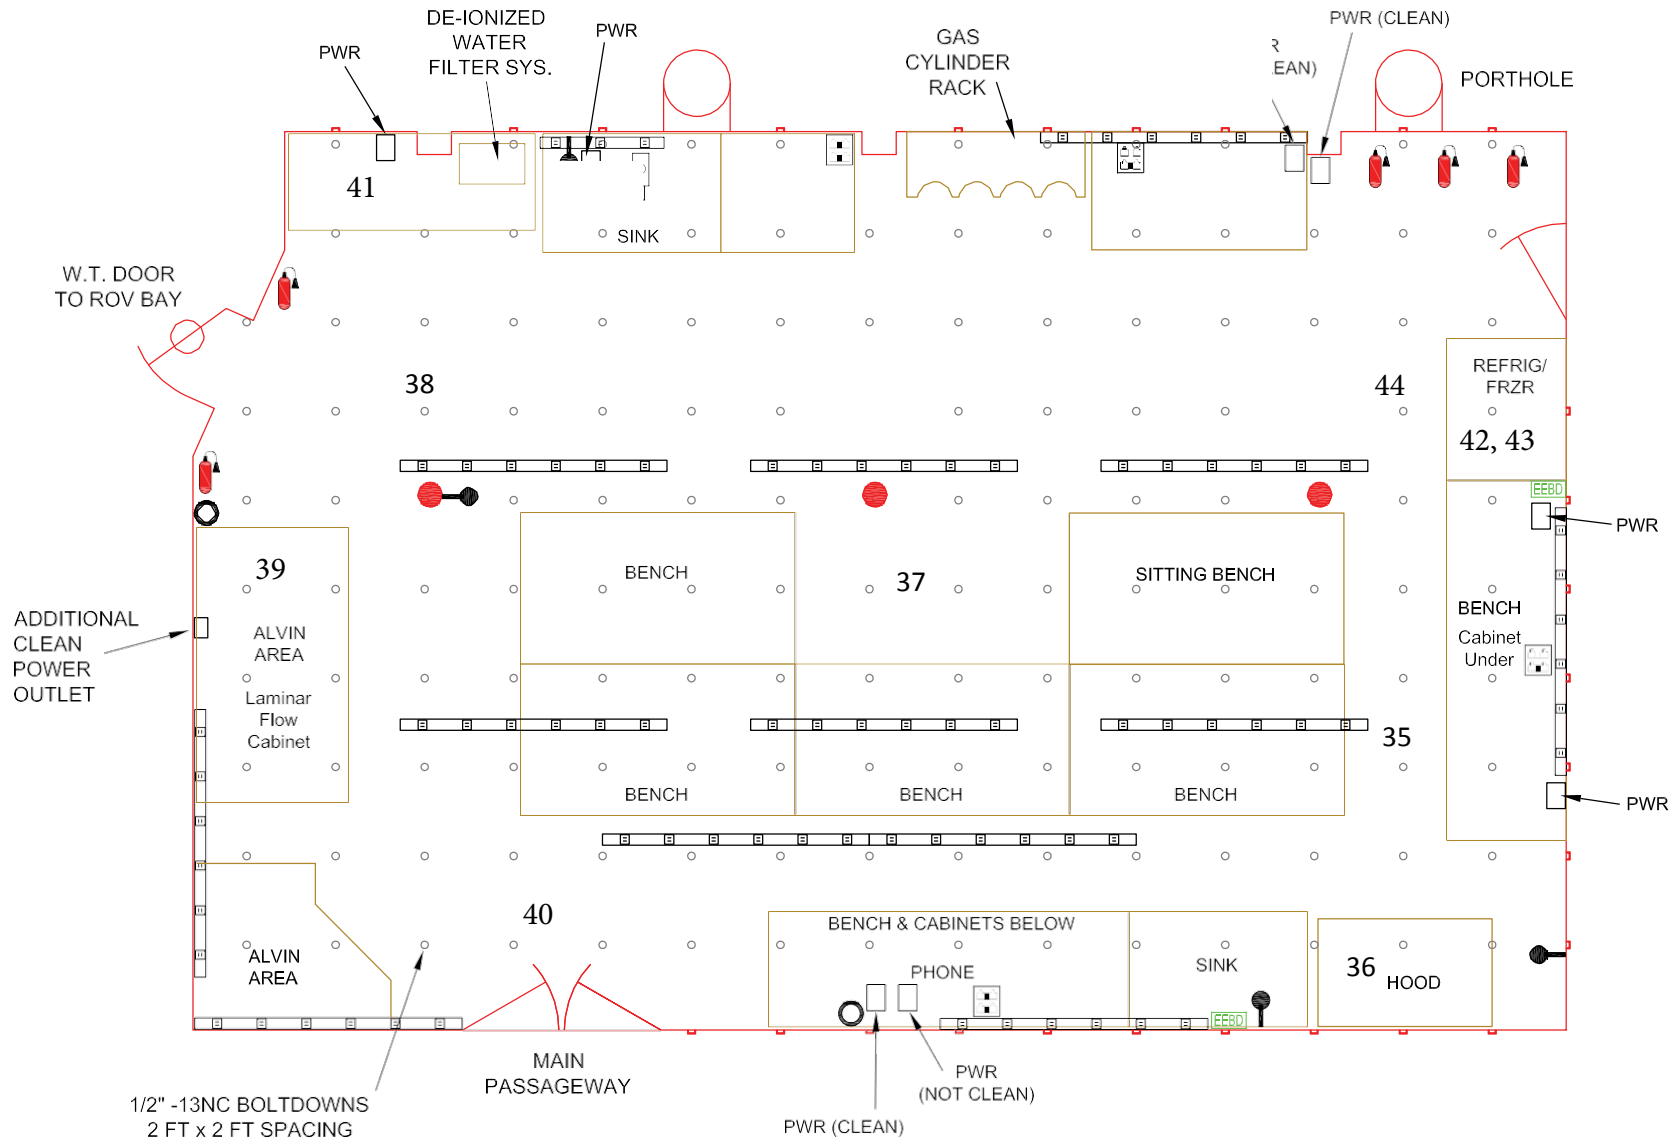 DE-IONIZED
WATER
FILTER SYS.
PWR
PWR
GAS
CYLINDER
RACK
R
EAN)
PWR (CLEAN)
PORTHOLE
41
SINK
W.T. DOOR
TO ROV BAY
38
44
REFRIG/
FRZR
42, 43
EEBD
PWR
39
BENCH
37
SITTING BENCH
BENCH
Cabinet
Under
ADDITIONAL
CLEAN
POWER
OUTLET
ALVIN
AREA
Laminar
Flow
Cabinet
35
BENCH
BENCH
BENCH
PWR
40
BENCH & CABINETS BELOW
PHONE
SINK
36
HOOD
ALVIN
AREA
EEBD
MAIN
PASSAGEWAY
PWR
(NOT CLEAN)
PWR (CLEAN)
1/2" -13NC BOLTDOWNS
2 FT x 2 FT SPACING